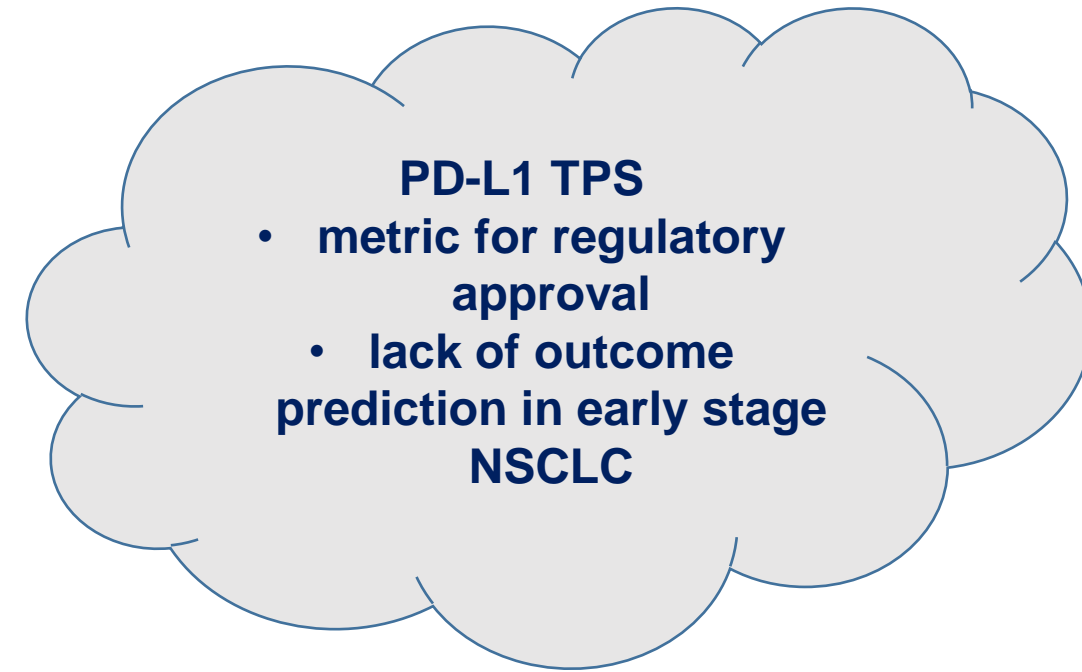 PD-L1 TPS
• metric for regulatory
approval
• lack of outcome
prediction in early stage
NSCLC